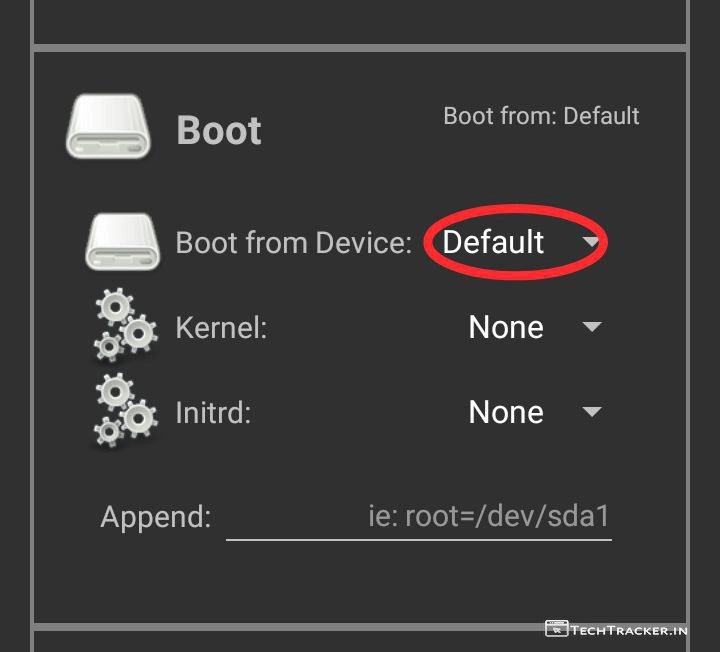 Boot
Boot from: Default
Boot from Device: Default
Kernel: None
Initrd: None
Append: ie: root=/dev/sda1
TECHTRACKER.IN